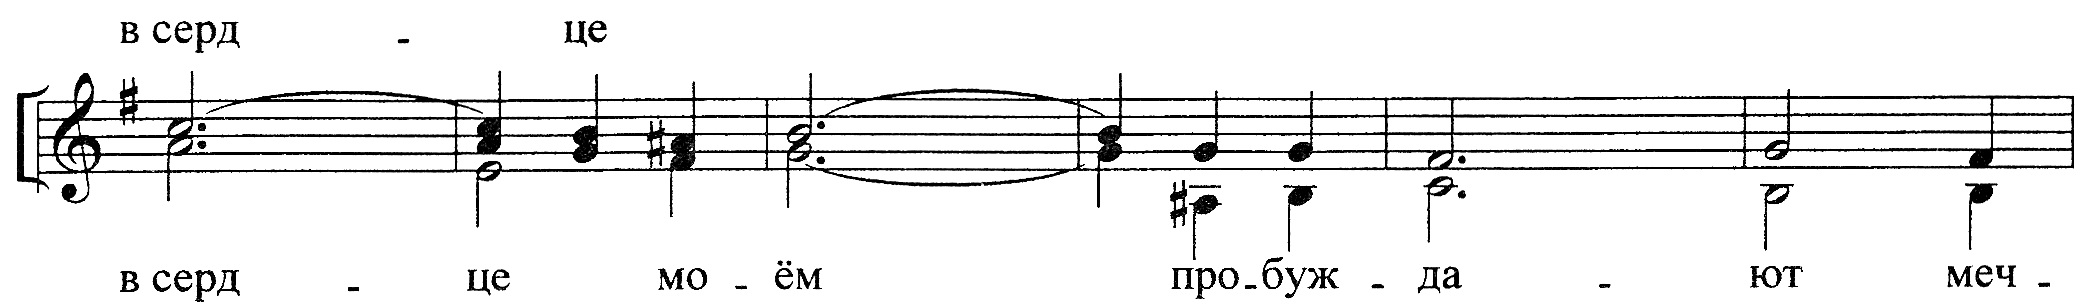 в серд - це
в серд - це мо - ём про - буж - да - ют меч -